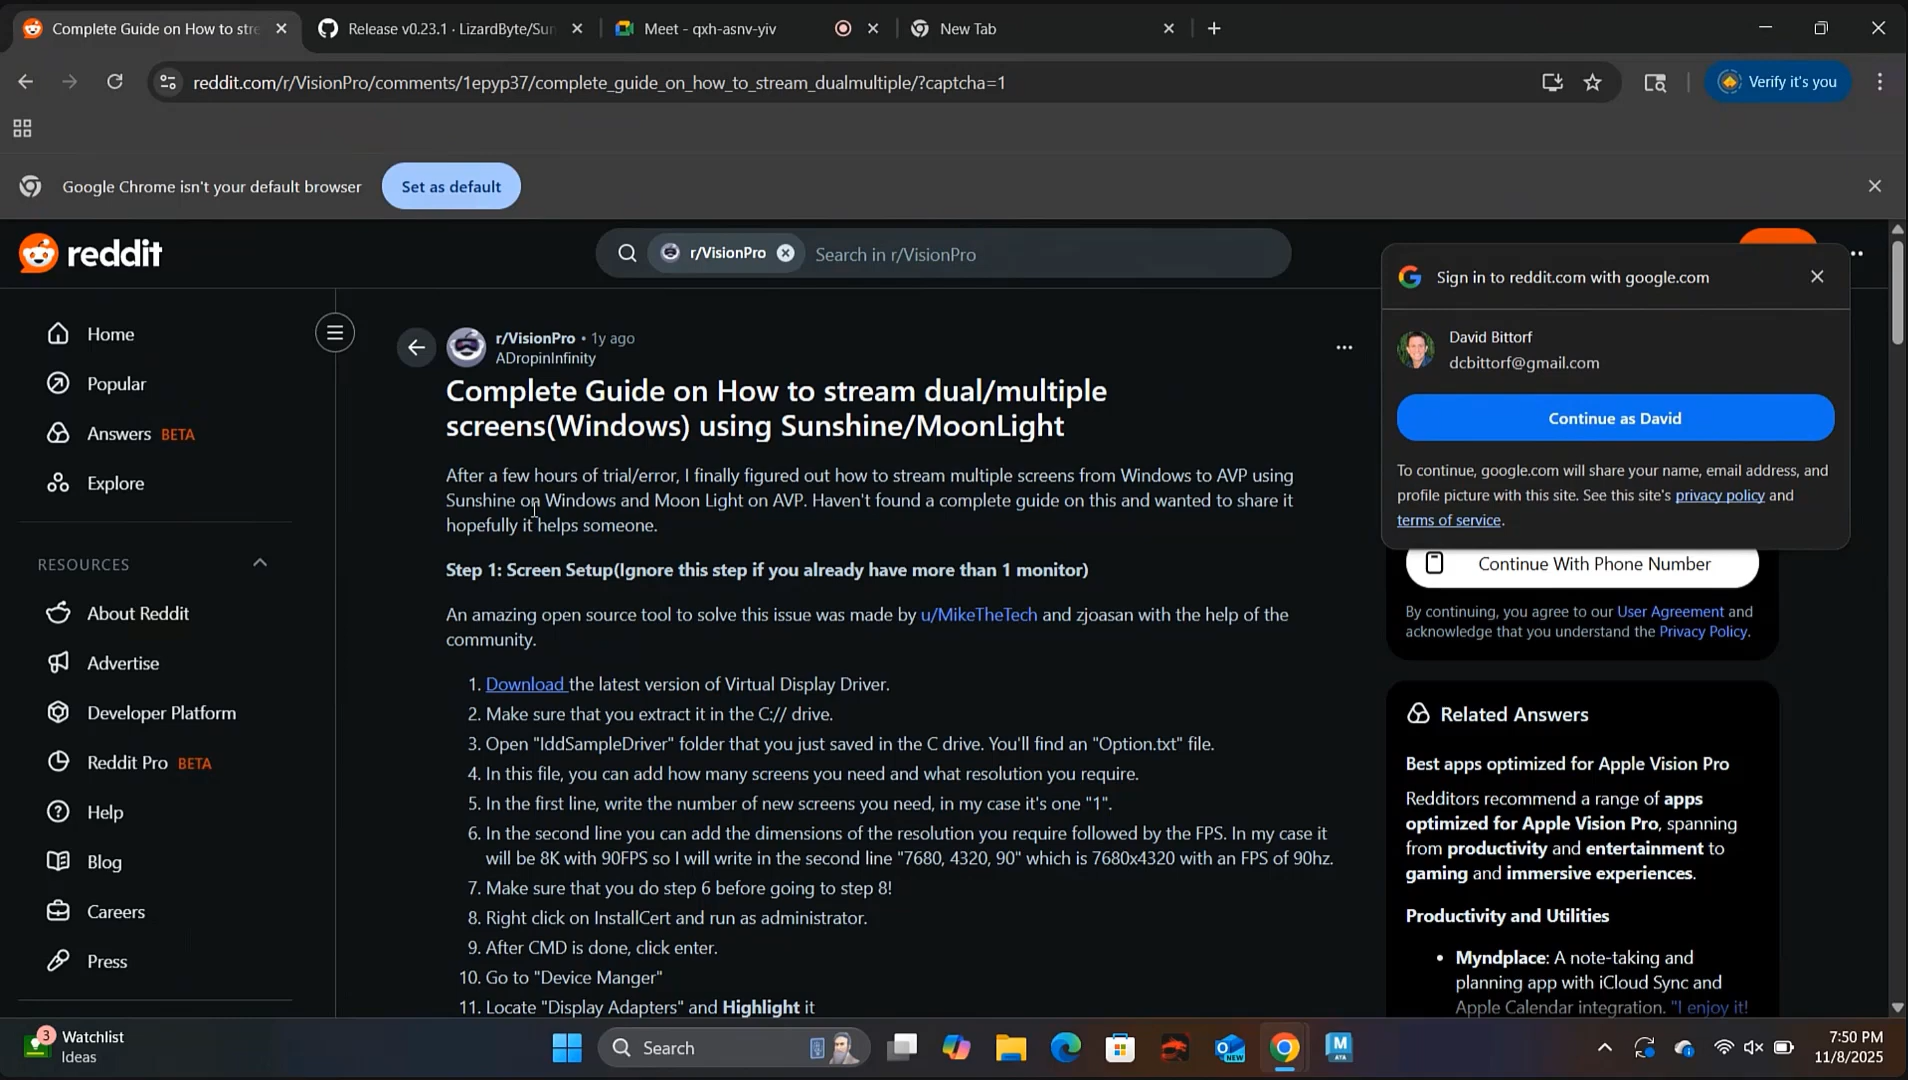 Complete Guide on How to stre
Release v0.23.1 · LizardByte/Sun
Meet - qxh-asnv-yiv
New Tab
reddit.com/r/VisionPro/comments/1epyp37/complete_guide_on_how_to_stream_dualmultiple/?captcha=1
Verify it's you
Google Chrome isn't your default browser
Set as default
reddit
r/VisionPro
Search in r/VisionPro
Home
Popular
Answers BETA
Explore
RESOURCES
About Reddit
Advertise
Developer Platform
Reddit Pro BETA
Help
Blog
Careers
Press
r/VisionPro • 1y ago
ADropinInfinity
Complete Guide on How to stream dual/multiple
screens(Windows) using Sunshine/MoonLight
After a few hours of trial/error, I finally figured out how to stream multiple screens from Windows to AVP using
Sunshine on Windows and Moon Light on AVP. Haven't found a complete guide on this and wanted to share it
hopefully it helps someone.
Step 1: Screen Setup(Ignore this step if you already have more than 1 monitor)
An amazing open source tool to solve this issue was made by u/MikeTheTech and zjoasan with the help of the
community.
1. Download the latest version of Virtual Display Driver.
2. Make sure that you extract it in the C:// drive.
3. Open "IddSampleDriver" folder that you just saved in the C drive. You'll find an "Option.txt" file.
4. In this file, you can add how many screens you need and what resolution you require.
5. In the first line, write the number of new screens you need, in my case it's one "1".
6. In the second line you can add the dimensions of the resolution you require followed by the FPS. In my case it
will be 8K with 90FPS so I will write in the second line "7680, 4320, 90" which is 7680x4320 with an FPS of 90hz.
7. Make sure that you do step 6 before going to step 8!
8. Right click on InstallCert and run as administrator.
9. After CMD is done, click enter.
10. Go to "Device Manger"
11. Locate "Display Adapters" and Highlight it
Sign in to reddit.com with google.com
David Bittorf
dcbittorf@gmail.com
Continue as David
To continue, google.com will share your name, email address, and
profile picture with this site. See this site's privacy policy and
terms of service.
Continue With Phone Number
By continuing, you agree to our User Agreement and
acknowledge that you understand the Privacy Policy.
Related Answers
Best apps optimized for Apple Vision Pro
Redditors recommend a range of apps
optimized for Apple Vision Pro, spanning
from productivity and entertainment to
gaming and immersive experiences.
Productivity and Utilities
• Myndplace: A note-taking and
planning app with iCloud Sync and
Apple Calendar integration. "I enjoy it!
3
Watchlist
Ideas
Search
NEW
M
ATA
7:50 PM
11/8/2025